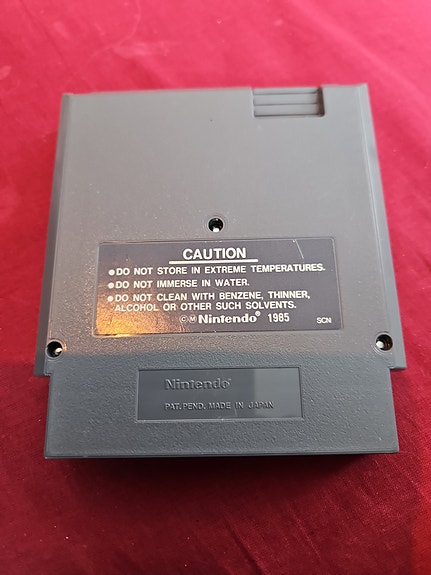 CAUTION
●DO NOT STORE IN EXTREME TEMPERATURES.
●DO NOT IMMERSE IN WATER.
●DO NOT CLEAN WITH BENZENE, THINNER,
ALCOHOL OR OTHER SUCH SOLVENTS.
©Ⓜ Nintendo® 1985 SCN
Nintendo®
PAT. PEND. MADE IN JAPAN